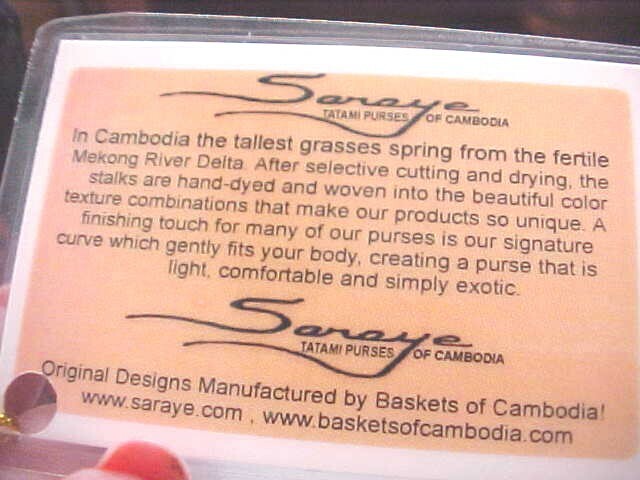 Saraye
TATAMI PURSES OF CAMBODIA
In Cambodia the tallest grasses spring from the fertile
Mekong River Delta. After selective cutting and drying, the
stalks are hand-dyed and woven into the beautiful color
texture combinations that make our products so unique. A
finishing touch for many of our purses is our signature
curve which gently fits your body, creating a purse that is
light, comfortable and simply exotic.
Saraye
TATAMI PURSES OF CAMBODIA
Original Designs Manufactured by Baskets of Cambodia!
www.saraye.com , www.basketsofcambodia.com